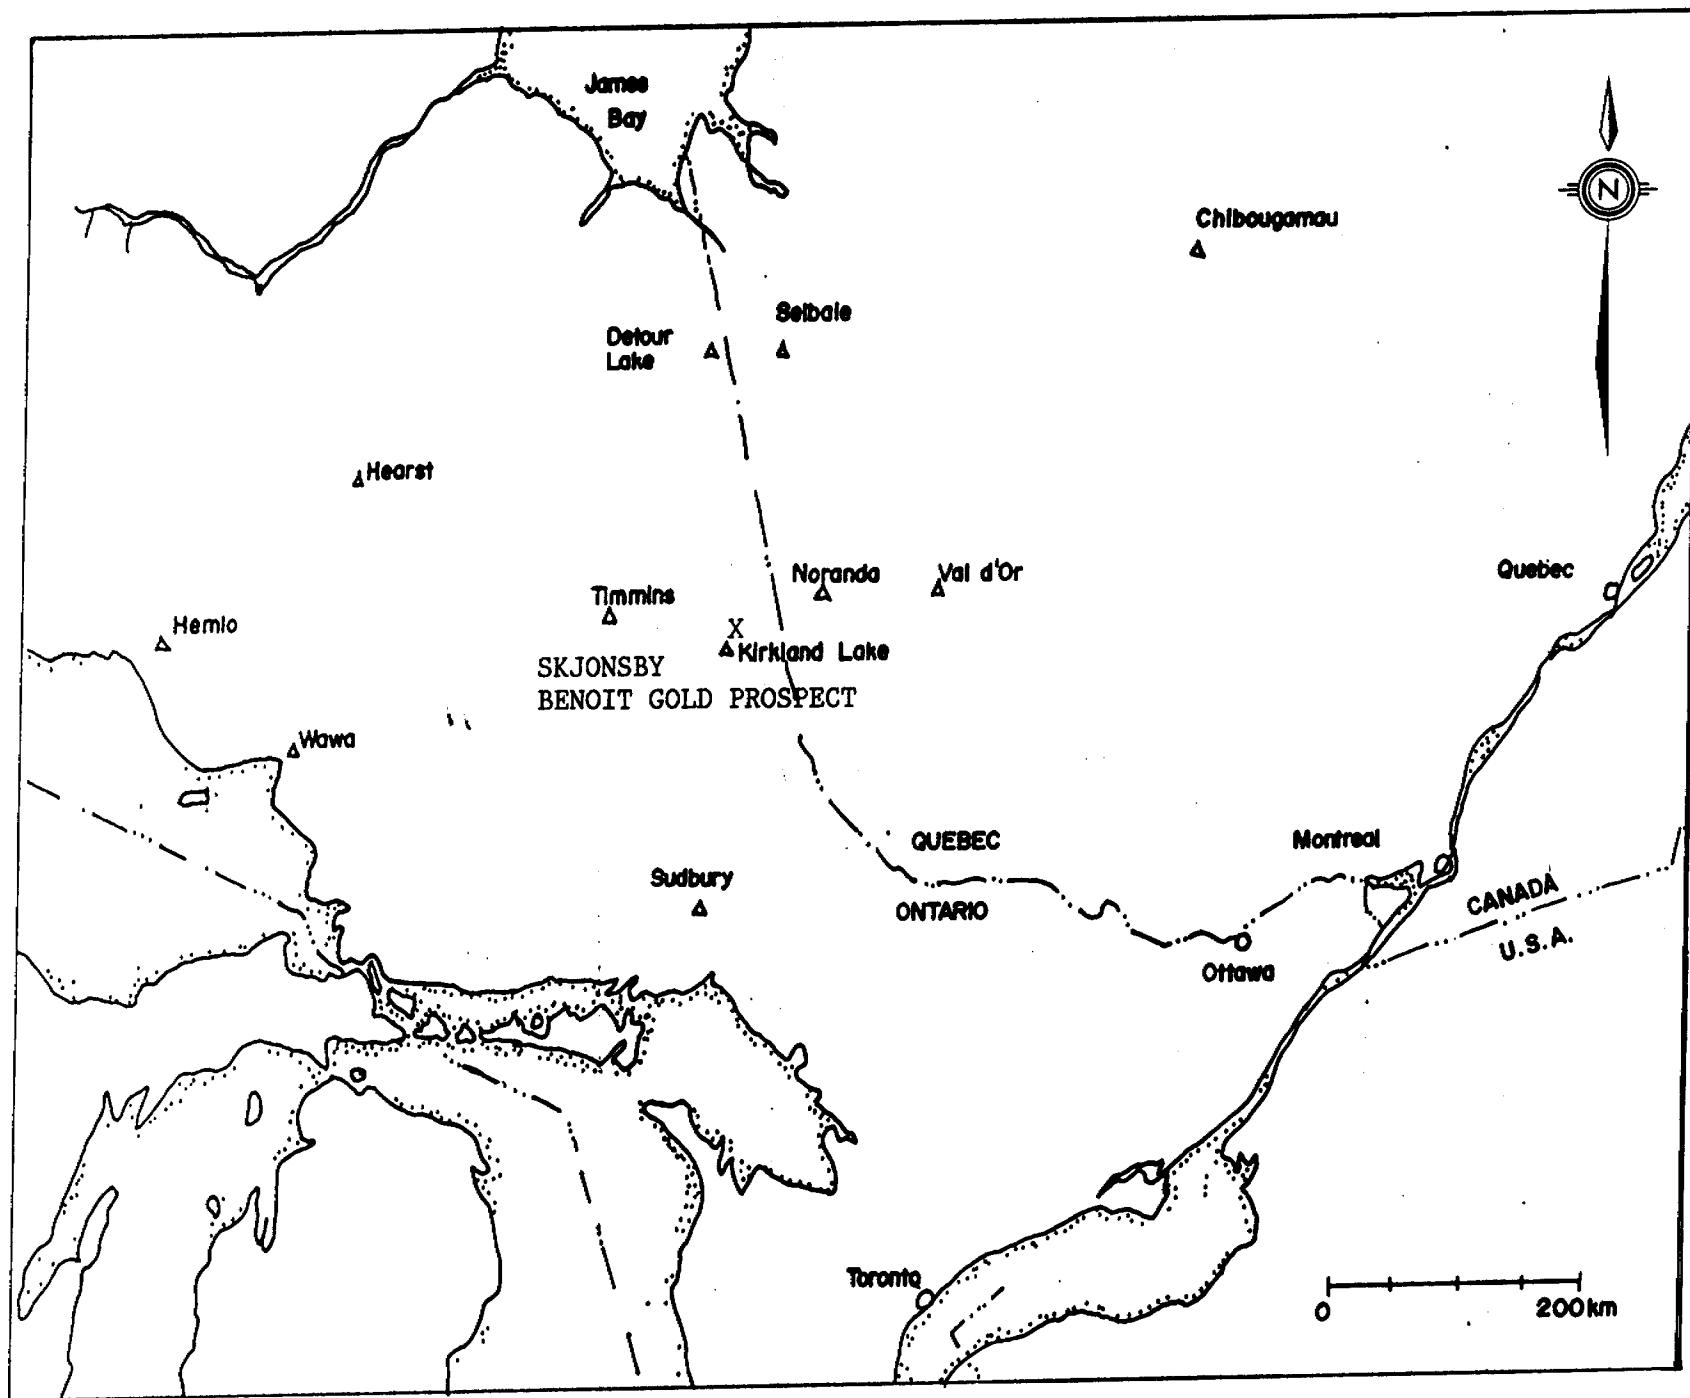 James
Bay
N
Chibougamau
Selbaie
Detour
Lake
Hearst
Noranda
Val d'Or
Quebec
Timmins
Hemlo
X
Kirkland Lake
SKJONSBY
BENOIT GOLD PROSPECT
Wawa
QUEBEC
Montreal
Sudbury
CANADA
ONTARIO
U.S.A.
Ottawa
Toronto
0
200km